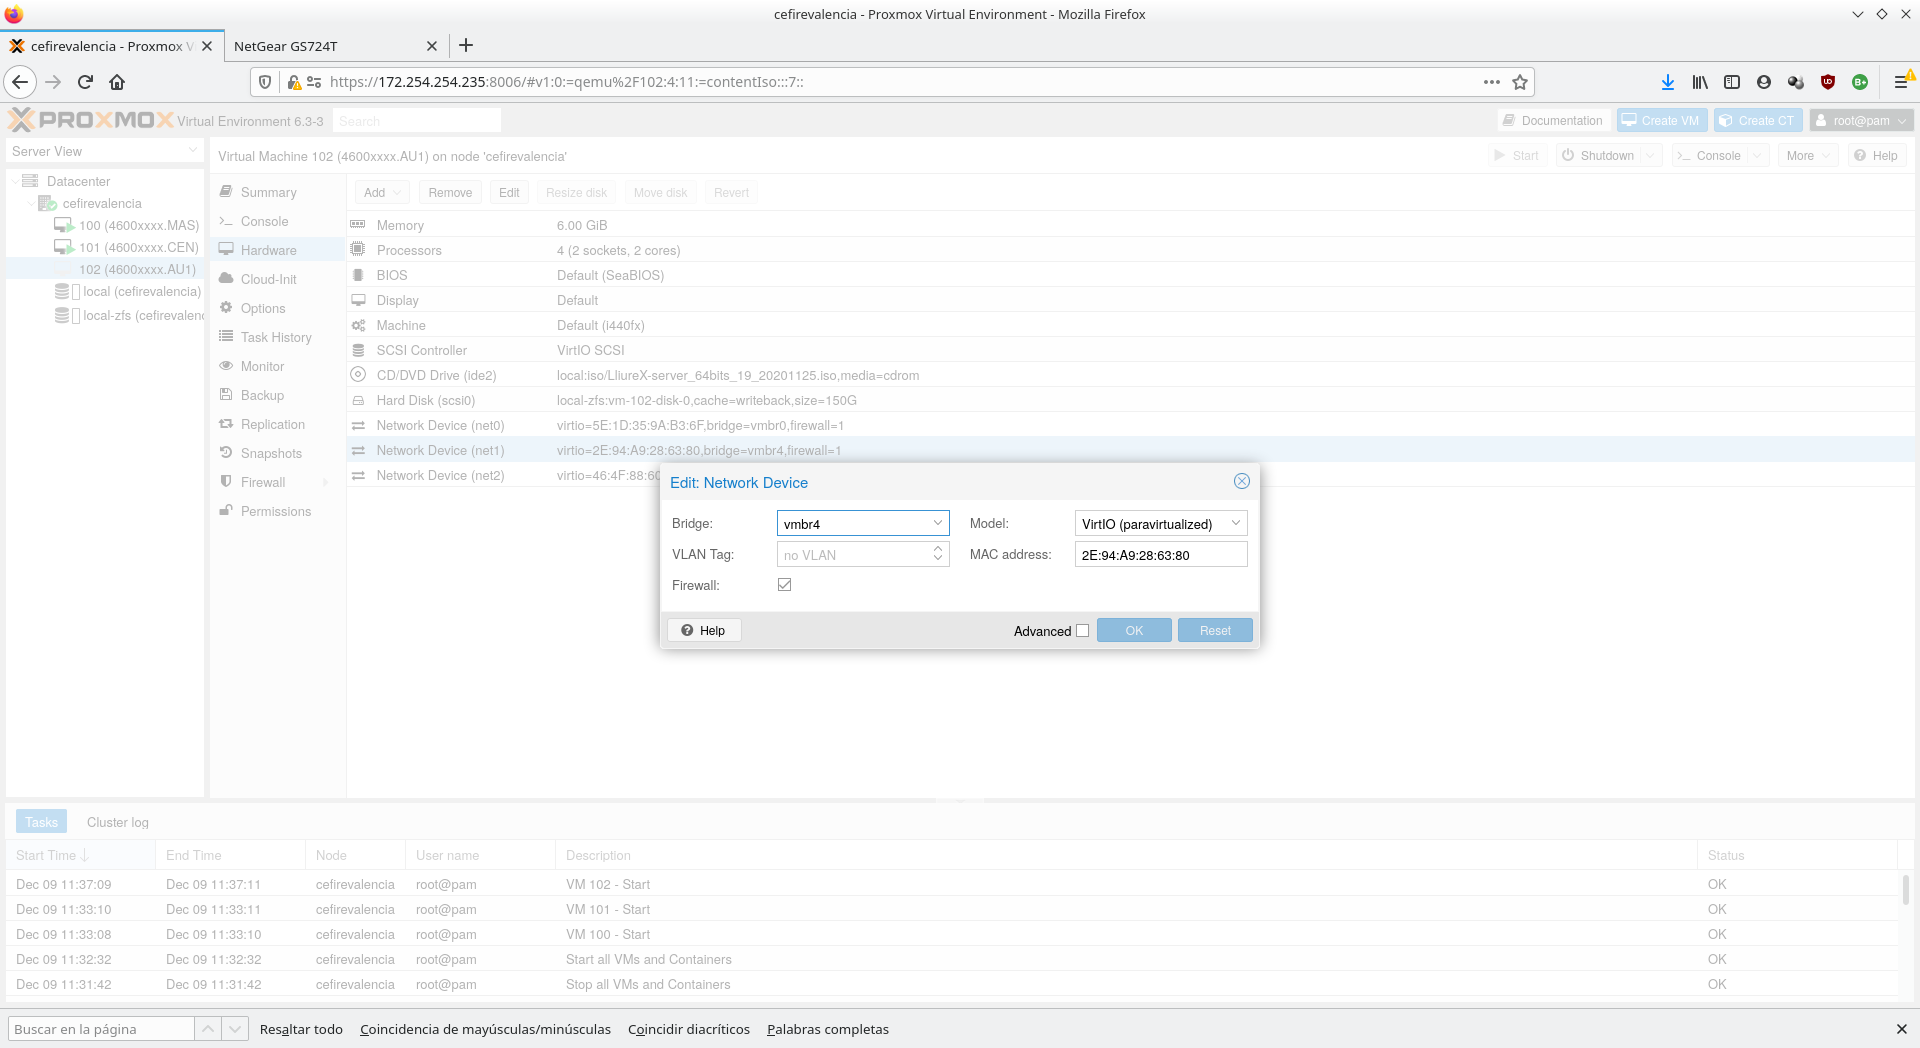 cefirevalencia - Proxmox Virtual Environment - Mozilla Firefox
cefirevalencia - Proxmox V
NetGear GS724T
https://172.254.254.235:8006/#v1:0:=qemu%2F102:4:11:=contentIso:::7::
PROXMOX Virtual Environment 6.3-3 Search Documentation Create VM Create CT root@pam
Server View
Virtual Machine 102 (4600xxxx.AU1) on node 'cefirevalencia' Start Shutdown Console More Help
Datacenter
cefirevalencia
100 (4600xxxx.MAS)
101 (4600xxxx.CEN)
102 (4600xxxx.AU1)
local (cefirevalencia)
local-zfs (cefirevalenc
Summary
Console
Hardware
Cloud-Init
Options
Task History
Monitor
Backup
Replication
Snapshots
Firewall
Permissions
Add Remove Edit Resize disk Move disk Revert
Memory 6.00 GiB
Processors 4 (2 sockets, 2 cores)
BIOS Default (SeaBIOS)
Display Default
Machine Default (i440fx)
SCSI Controller VirtIO SCSI
CD/DVD Drive (ide2) local:iso/LliureX-server_64bits_19_20201125.iso,media=cdrom
Hard Disk (scsi0) local-zfs:vm-102-disk-0,cache=writeback,size=150G
Network Device (net0) virtio=5E:1D:35:9A:B3:6F,bridge=vmbr0,firewall=1
Network Device (net1) virtio=2E:94:A9:28:63:80,bridge=vmbr4,firewall=1
Network Device (net2) virtio=46:4F:88:60
Edit: Network Device
Bridge: vmbr4 Model: VirtIO (paravirtualized)
VLAN Tag: no VLAN MAC address: 2E:94:A9:28:63:80
Firewall:
Help Advanced OK Reset
Tasks Cluster log
Start Time End Time Node User name Description Status
Dec 09 11:37:09 Dec 09 11:37:11 cefirevalencia root@pam VM 102 - Start OK
Dec 09 11:33:10 Dec 09 11:33:11 cefirevalencia root@pam VM 101 - Start OK
Dec 09 11:33:08 Dec 09 11:33:10 cefirevalencia root@pam VM 100 - Start OK
Dec 09 11:32:32 Dec 09 11:32:32 cefirevalencia root@pam Start all VMs and Containers OK
Dec 09 11:31:42 Dec 09 11:31:42 cefirevalencia root@pam Stop all VMs and Containers OK
Buscar en la página Resaltar todo Coincidencia de mayúsculas/minúsculas Coincidir diacríticos Palabras completas